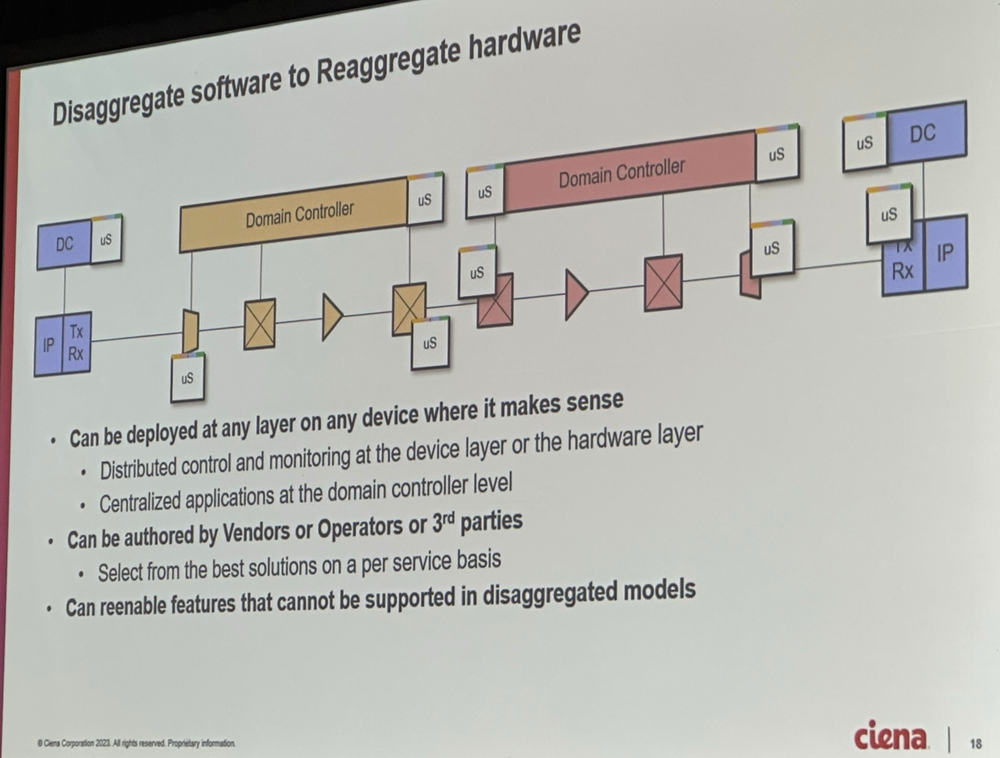 Disaggregate software to Reaggregate hardware
DC
uS
Domain Controller
uS
uS
Domain Controller
uS
uS
DC
IP
Tx
Rx
uS
uS
uS
uS
uS
Tx
Rx
IP
• Can be deployed at any layer on any device where it makes sense
• Distributed control and monitoring at the device layer or the hardware layer
• Centralized applications at the domain controller level
• Can be authored by Vendors or Operators or 3rd parties
• Select from the best solutions on a per service basis
• Can reenable features that cannot be supported in disaggregated models
© Ciena Corporation 2023. All rights reserved. Proprietary information.
ciena
18